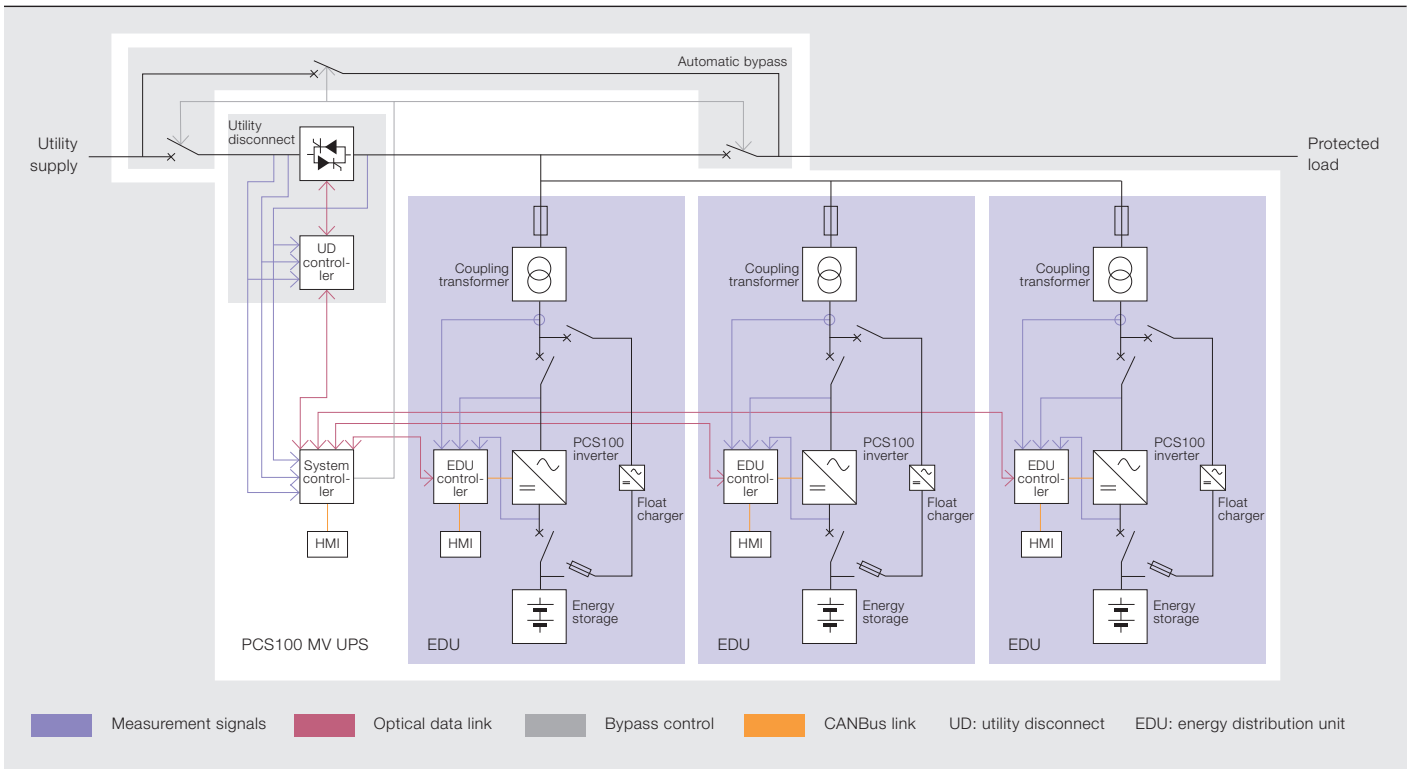 Automatic bypass
Utility
supply
Utility
disconnect
Protected
load
UD
control-
ler
Coupling
transformer
Coupling
transformer
Coupling
transformer
System
control-
ler
HMI
EDU
control-
ler
HMI
PCS100
inverter
Float
charger
Energy
storage
EDU
control-
ler
HMI
PCS100
inverter
Float
charger
Energy
storage
EDU
control-
ler
HMI
PCS100
inverter
Float
charger
Energy
storage
PCS100 MV UPS
EDU
EDU
EDU
Measurement signals
Optical data link
Bypass control
CANBus link
UD: utility disconnect
EDU: energy distribution unit